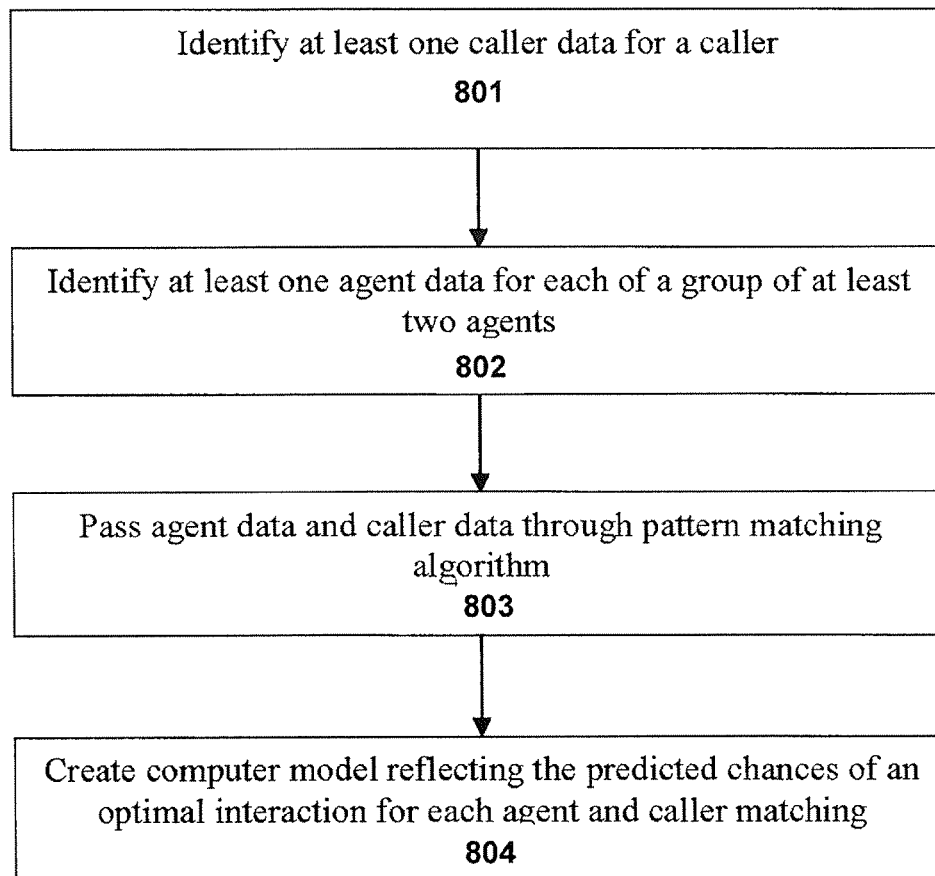 Identify at least one caller data for a caller
801
Identify at least one agent data for each of a group of at least
two agents
802
Pass agent data and caller data through pattern matching
algorithm
803
Create computer model reflecting the predicted chances of an
optimal interaction for each agent and caller matching
804